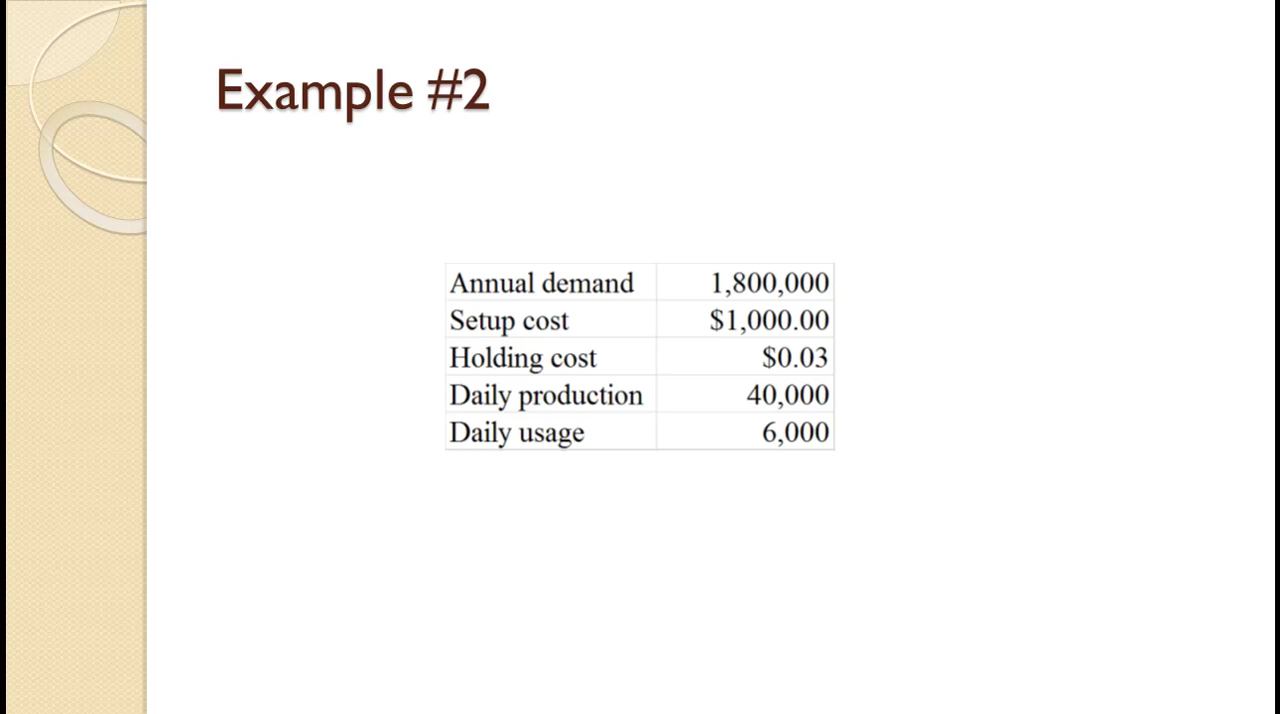 Example #2
Annual demand 1,800,000
Setup cost $1,000.00
Holding cost $0.03
Daily production 40,000
Daily usage 6,000